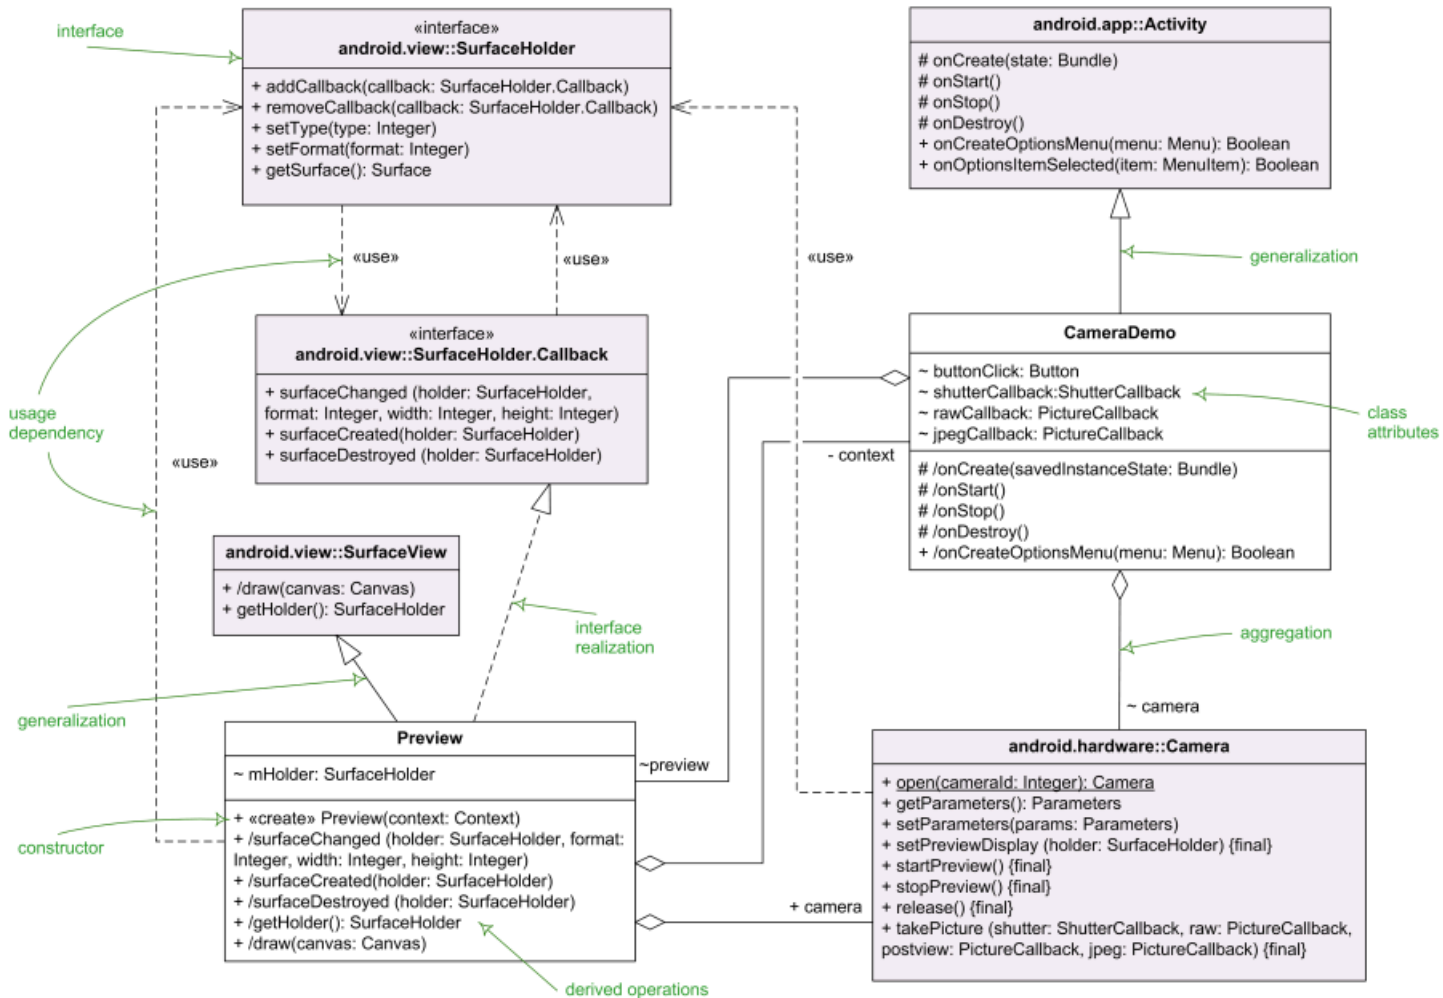 interface
«interface»
android.view::SurfaceHolder
+ addCallback(callback: SurfaceHolder.Callback)
+ removeCallback(callback: SurfaceHolder.Callback)
+ setType(type: Integer)
+ setFormat(format: Integer)
+ getSurface(): Surface
android.app::Activity
# onCreate(state: Bundle)
# onStart()
# onStop()
# onDestroy()
+ onCreateOptionsMenu(menu: Menu): Boolean
+ onOptionsItemSelected(item: MenuItem): Boolean
«use»
«use»
«use»
generalization
«interface»
android.view::SurfaceHolder.Callback
+ surfaceChanged (holder: SurfaceHolder,
format: Integer, width: Integer, height: Integer)
+ surfaceCreated(holder: SurfaceHolder)
+ surfaceDestroyed (holder: SurfaceHolder)
CameraDemo
~ buttonClick: Button
~ shutterCallback:ShutterCallback
~ rawCallback: PictureCallback
~ jpegCallback: PictureCallback
# /onCreate(savedInstanceState: Bundle)
# /onStart()
# /onStop()
# /onDestroy()
+ /onCreateOptionsMenu(menu: Menu): Boolean
class
attributes
usage
dependency
«use»
- context
android.view::SurfaceView
+ /draw(canvas: Canvas)
+ getHolder(): SurfaceHolder
interface
realization
aggregation
generalization
~ camera
Preview
~ mHolder: SurfaceHolder
+ «create» Preview(context: Context)
+ /surfaceChanged (holder: SurfaceHolder, format:
Integer, width: Integer, height: Integer)
+ /surfaceCreated(holder: SurfaceHolder)
+ /surfaceDestroyed (holder: SurfaceHolder)
+ /getHolder(): SurfaceHolder
+ /draw(canvas: Canvas)
~preview
constructor
+ camera
android.hardware::Camera
+ open(cameraId: Integer): Camera
+ getParameters(): Parameters
+ setParameters(params: Parameters)
+ setPreviewDisplay (holder: SurfaceHolder) {final}
+ startPreview() {final}
+ stopPreview() {final}
+ release() {final}
+ takePicture (shutter: ShutterCallback, raw: PictureCallback,
postview: PictureCallback, jpeg: PictureCallback) {final}
derived operations